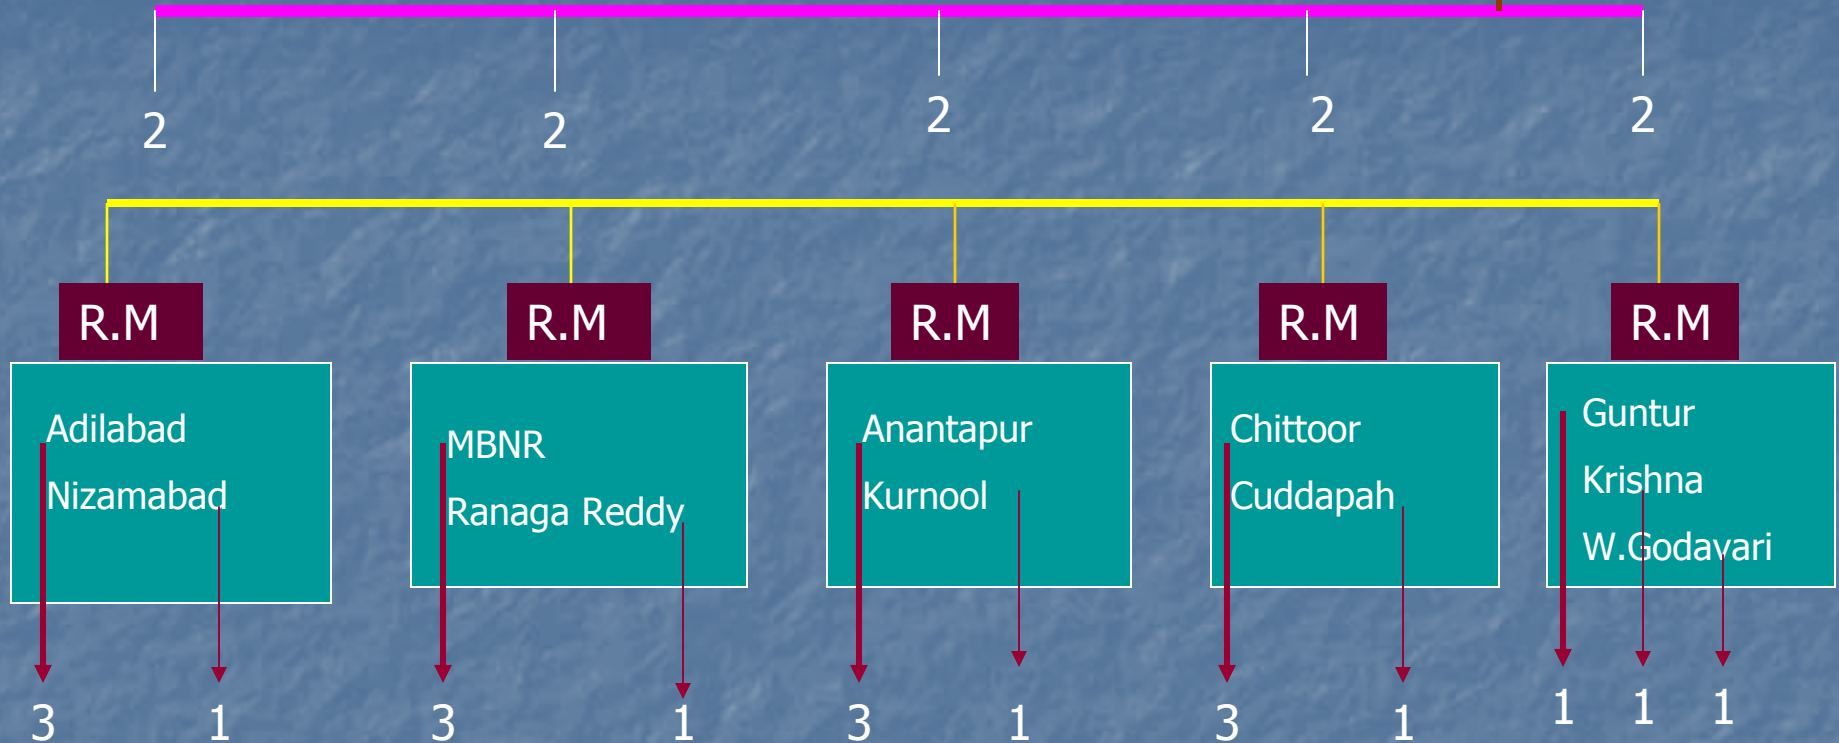 2 2 2 2 2
R.M R.M R.M R.M R.M
Adilabad
Nizamabad
MBNR
Ranaga Reddy
Anantapur
Kurnool
Chittoor
Cuddapah
Guntur
Krishna
W.Godavari
3 1 3 1 3 1 3 1 1 1 1